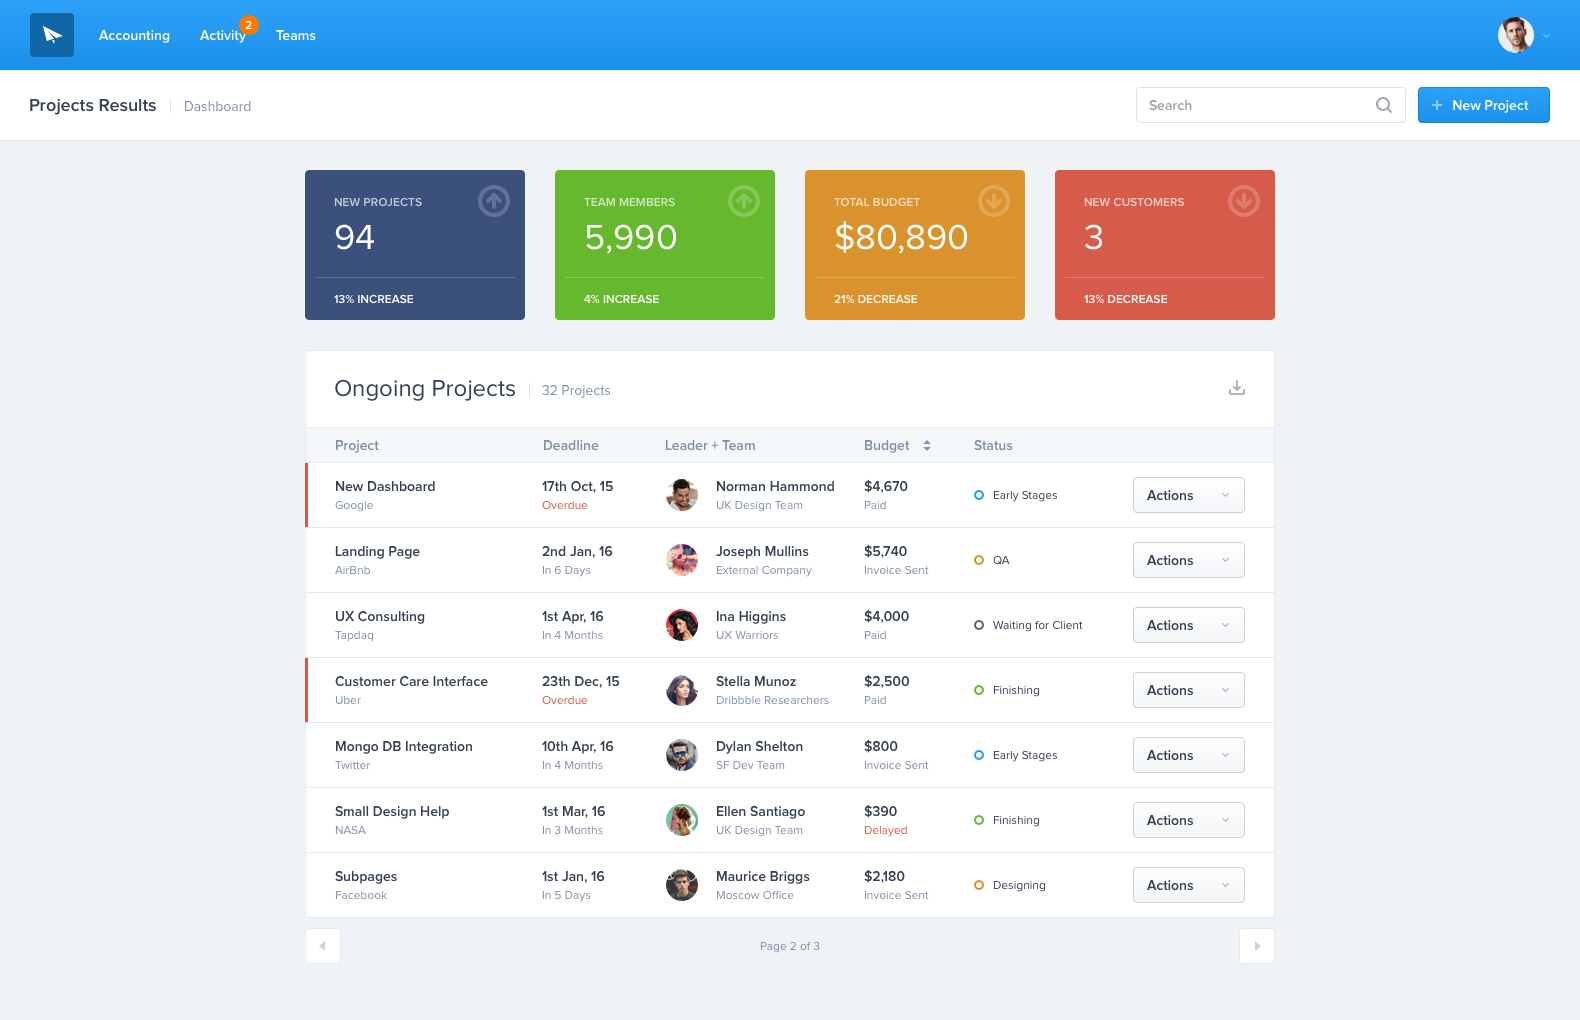 Accounting
Activity
2
Teams
Projects Results
Dashboard
Search
New Project
NEW PROJECTS
94
13% INCREASE
TEAM MEMBERS
5,990
4% INCREASE
TOTAL BUDGET
$80,890
21% DECREASE
NEW CUSTOMERS
3
13% DECREASE
Ongoing Projects
32 Projects
Project Deadline Leader + Team Budget Status
New Dashboard 17th Oct, 15 Norman Hammond $4,670 Early Stages Actions
Google Overdue UK Design Team Paid
Landing Page 2nd Jan, 16 Joseph Mullins $5,740 QA Actions
AirBnb In 6 Days External Company Invoice Sent
UX Consulting 1st Apr, 16 Ina Higgins $4,000 Waiting for Client Actions
Tapdaq In 4 Months UX Warriors Paid
Customer Care Interface 23th Dec, 15 Stella Munoz $2,500 Finishing Actions
Uber Overdue Dribbble Researchers Paid
Mongo DB Integration 10th Apr, 16 Dylan Shelton $800 Early Stages Actions
Twitter In 4 Months SF Dev Team Invoice Sent
Small Design Help 1st Mar, 16 Ellen Santiago $390 Finishing Actions
NASA In 3 Months UK Design Team Delayed
Subpages 1st Jan, 16 Maurice Briggs $2,180 Designing Actions
Facebook In 5 Days Moscow Office Invoice Sent
Page 2 of 3